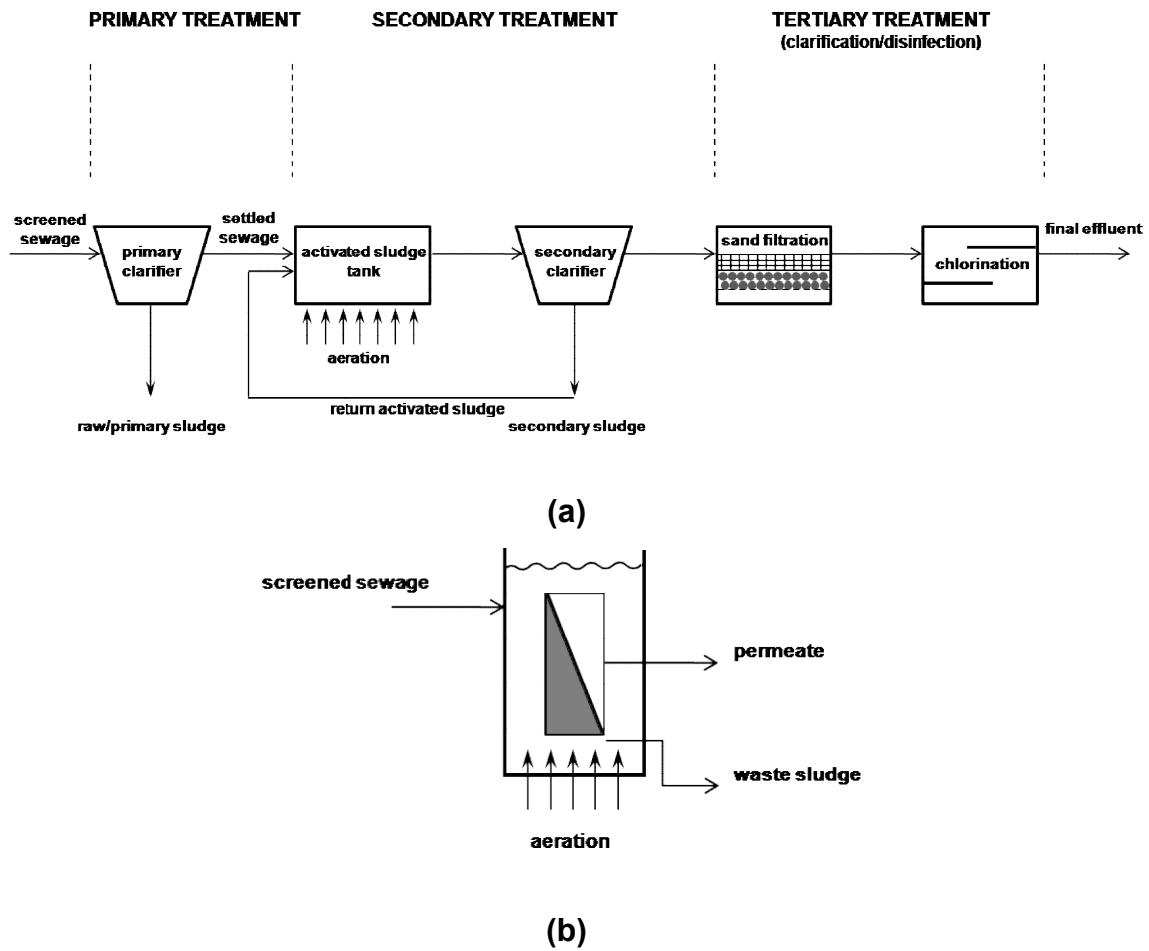 PRIMARY TREATMENT
SECONDARY TREATMENT
TERTIARY TREATMENT
(clarification/disinfection)
screened
sewage
primary
clarifier
settled
sewage
activated sludge
tank
aeration
secondary
clarifier
sand filtration
chlorination
final effluent
return activated sludge
raw/primary sludge
secondary sludge
(a)
screened sewage
permeate
waste sludge
aeration
(b)